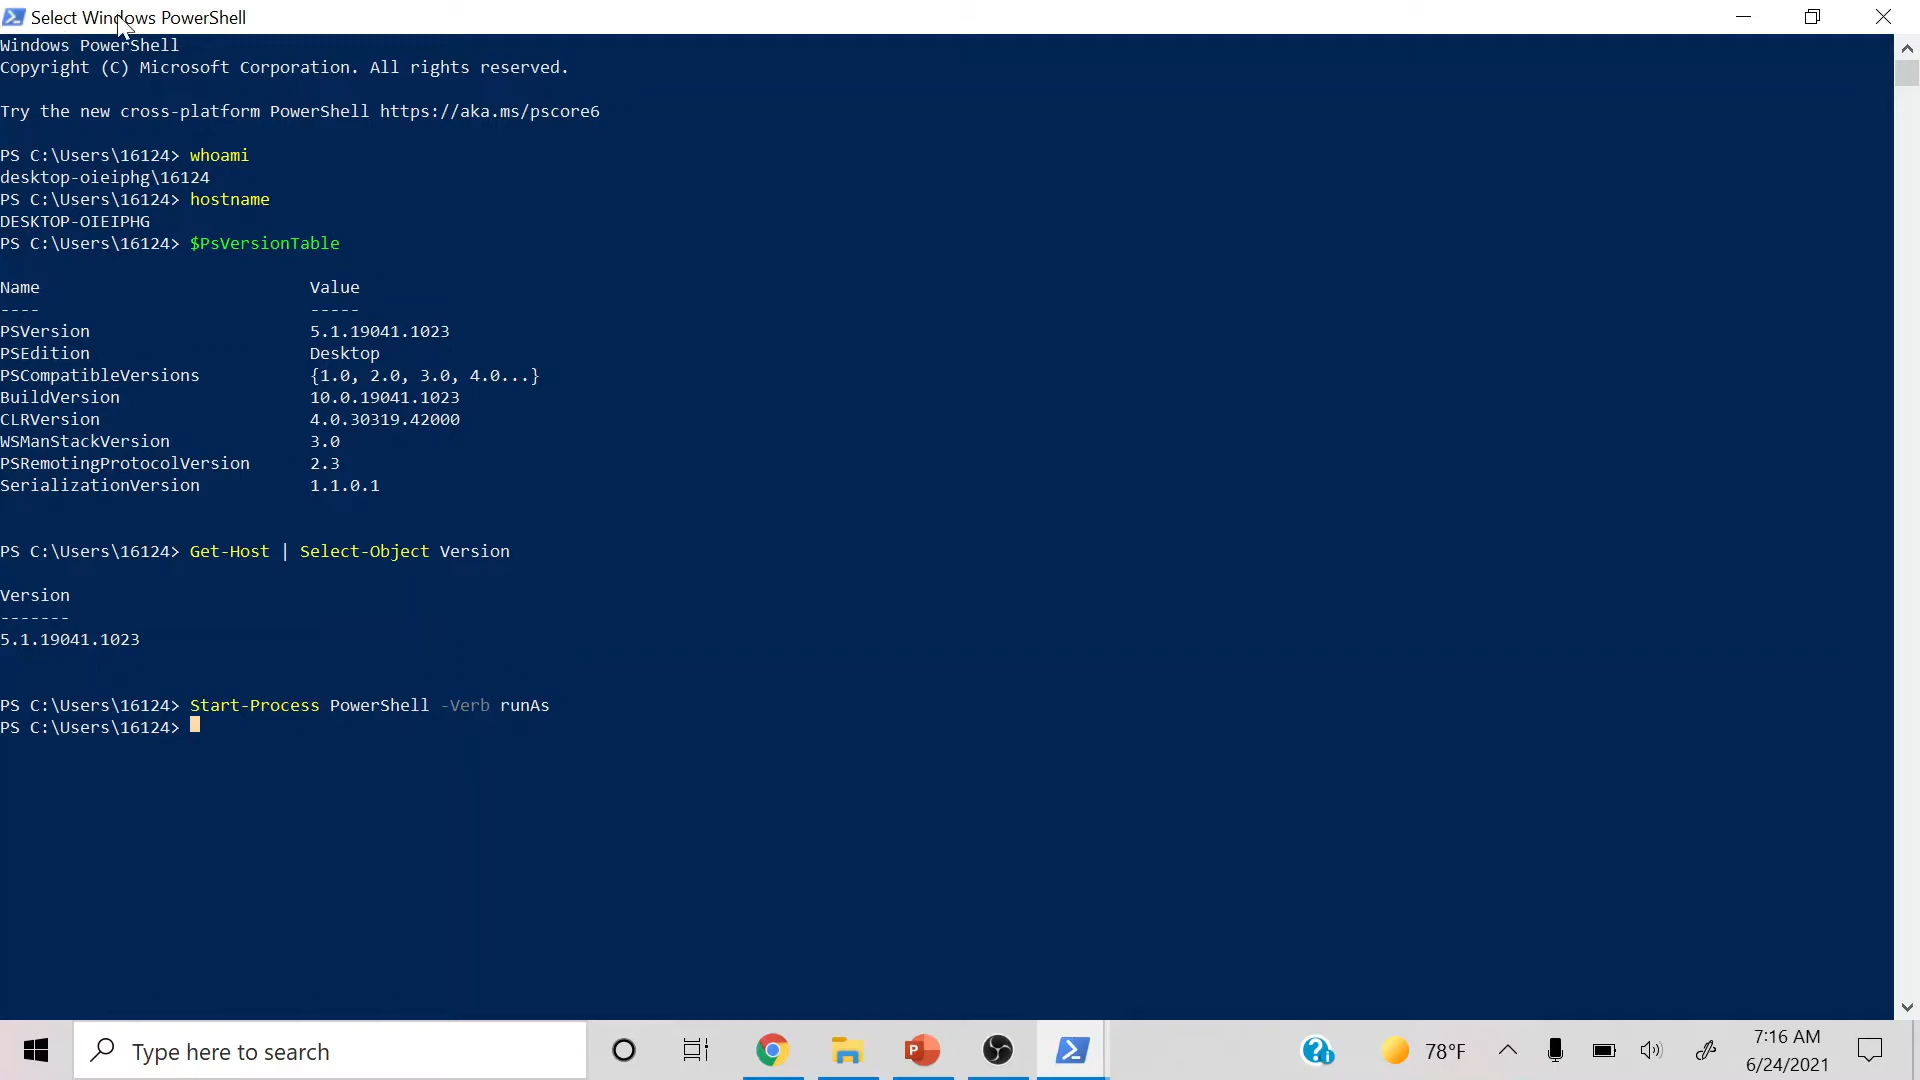 Select Windows PowerShell
Windows PowerShell
Copyright (C) Microsoft Corporation. All rights reserved.
Try the new cross-platform PowerShell https://aka.ms/pscore6
PS C:\Users\16124> whoami
desktop-oieiphg\16124
PS C:\Users\16124> hostname
DESKTOP-OIEIPHG
PS C:\Users\16124> $PsVersionTable
Name                           Value
----                           -----
PSVersion                      5.1.19041.1023
PSEdition                      Desktop
PSCompatibleVersions           {1.0, 2.0, 3.0, 4.0...}
BuildVersion                   10.0.19041.1023
CLRVersion                     4.0.30319.42000
WSManStackVersion              3.0
PSRemotingProtocolVersion      2.3
SerializationVersion           1.1.0.1
PS C:\Users\16124> Get-Host | Select-Object Version
Version
-------
5.1.19041.1023
PS C:\Users\16124> Start-Process PowerShell -Verb runAs
PS C:\Users\16124>
Type here to search
78°F
7:16 AM
6/24/2021